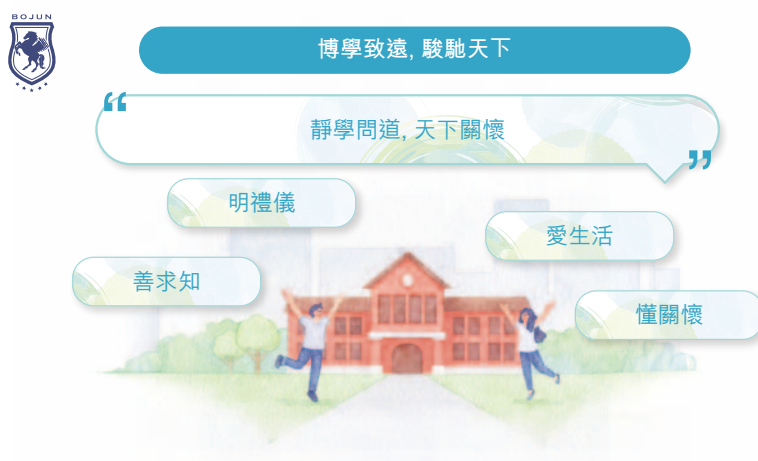 BOJUN
博學致遠, 駿馳天下
靜學問道, 天下關懷
明禮儀
愛生活
善求知
懂關懷